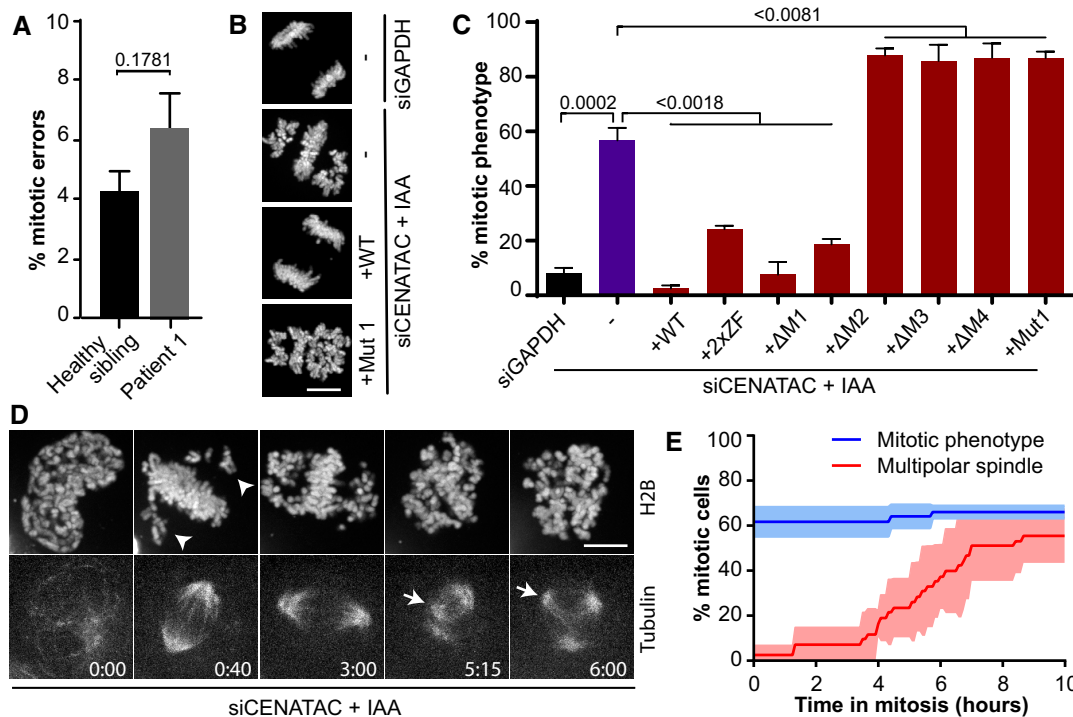 A
% mitotic errors
10
8
6
4
2
0
0.1781
Healthy
sibling
Patient 1
B
-
siGAPDH
-
+WT
+Mut 1
siCENATAC + IAA
C
% mitotic phenotype
100
80
60
40
20
0
<0.0081
0.0002
<0.0018
siGAPDH
-
+WT
+2xZF
+ΔM1
+ΔM2
+ΔM3
+ΔM4
+Mut1
siCENATAC + IAA
D
H2B
Tubulin
0:00
0:40
3:00
5:15
6:00
siCENATAC + IAA
E
Mitotic phenotype
Multipolar spindle
% mitotic cells
100
80
60
40
20
0
0 2 4 6 8 10
Time in mitosis (hours)